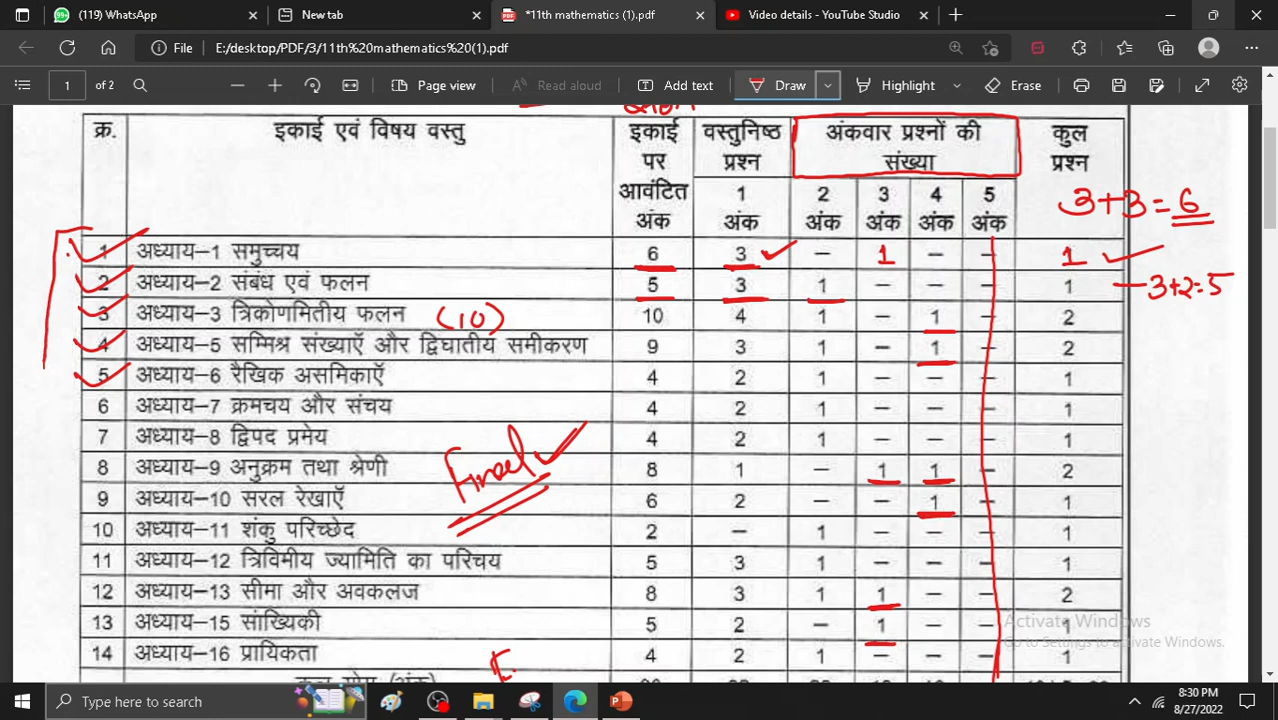 (119) WhatsApp
New tab
*11th mathematics (1).pdf
Video details - YouTube Studio
File E:/desktop/PDF/3/11th%20mathematics%20(1).pdf
1 of 2
Page view
Read aloud
Add text
Draw
Highlight
Erase
क्र. इकाई एवं विषय वस्तु इकाई पर आवंटित अंक वस्तुनिष्ठ प्रश्न अंकवार प्रश्नों की संख्या कुल प्रश्न
1 अंक 2 अंक 3 अंक 4 अंक 5 अंक
3+3=6
1 अध्याय–1 समुच्चय 6 3 – 1 – – 1
2 अध्याय–2 संबंध एवं फलन 5 3 1 – – – 1 –3+2=5
3 अध्याय–3 त्रिकोणमितीय फलन (10) 10 4 1 – 1 – 2
4 अध्याय–5 सम्मिश्र संख्याएँ और द्विघातीय समीकरण 9 3 1 – 1 – 2
5 अध्याय–6 रैखिक असमिकाएँ 4 2 1 – – – 1
6 अध्याय–7 क्रमचय और संचय 4 2 1 – – – 1
7 अध्याय–8 द्विपद प्रमेय 4 2 1 – – – 1
Final
8 अध्याय–9 अनुक्रम तथा श्रेणी 8 1 – 1 1 – 2
9 अध्याय–10 सरल रेखाएँ 6 2 – – 1 – 1
10 अध्याय–11 शंकु परिच्छेद 2 – 1 – – – 1
11 अध्याय–12 त्रिविमीय ज्यामिति का परिचय 5 3 1 – – – 1
12 अध्याय–13 सीमा और अवकलज 8 3 1 1 – – 2
13 अध्याय–15 सांख्यिकी 5 2 – 1 – – 1
14 अध्याय–16 प्रायिकता 4 2 1 – – – 1
Activate Windows
Go to Settings to activate Windows.
Type here to search
8:30 PM
8/27/2022